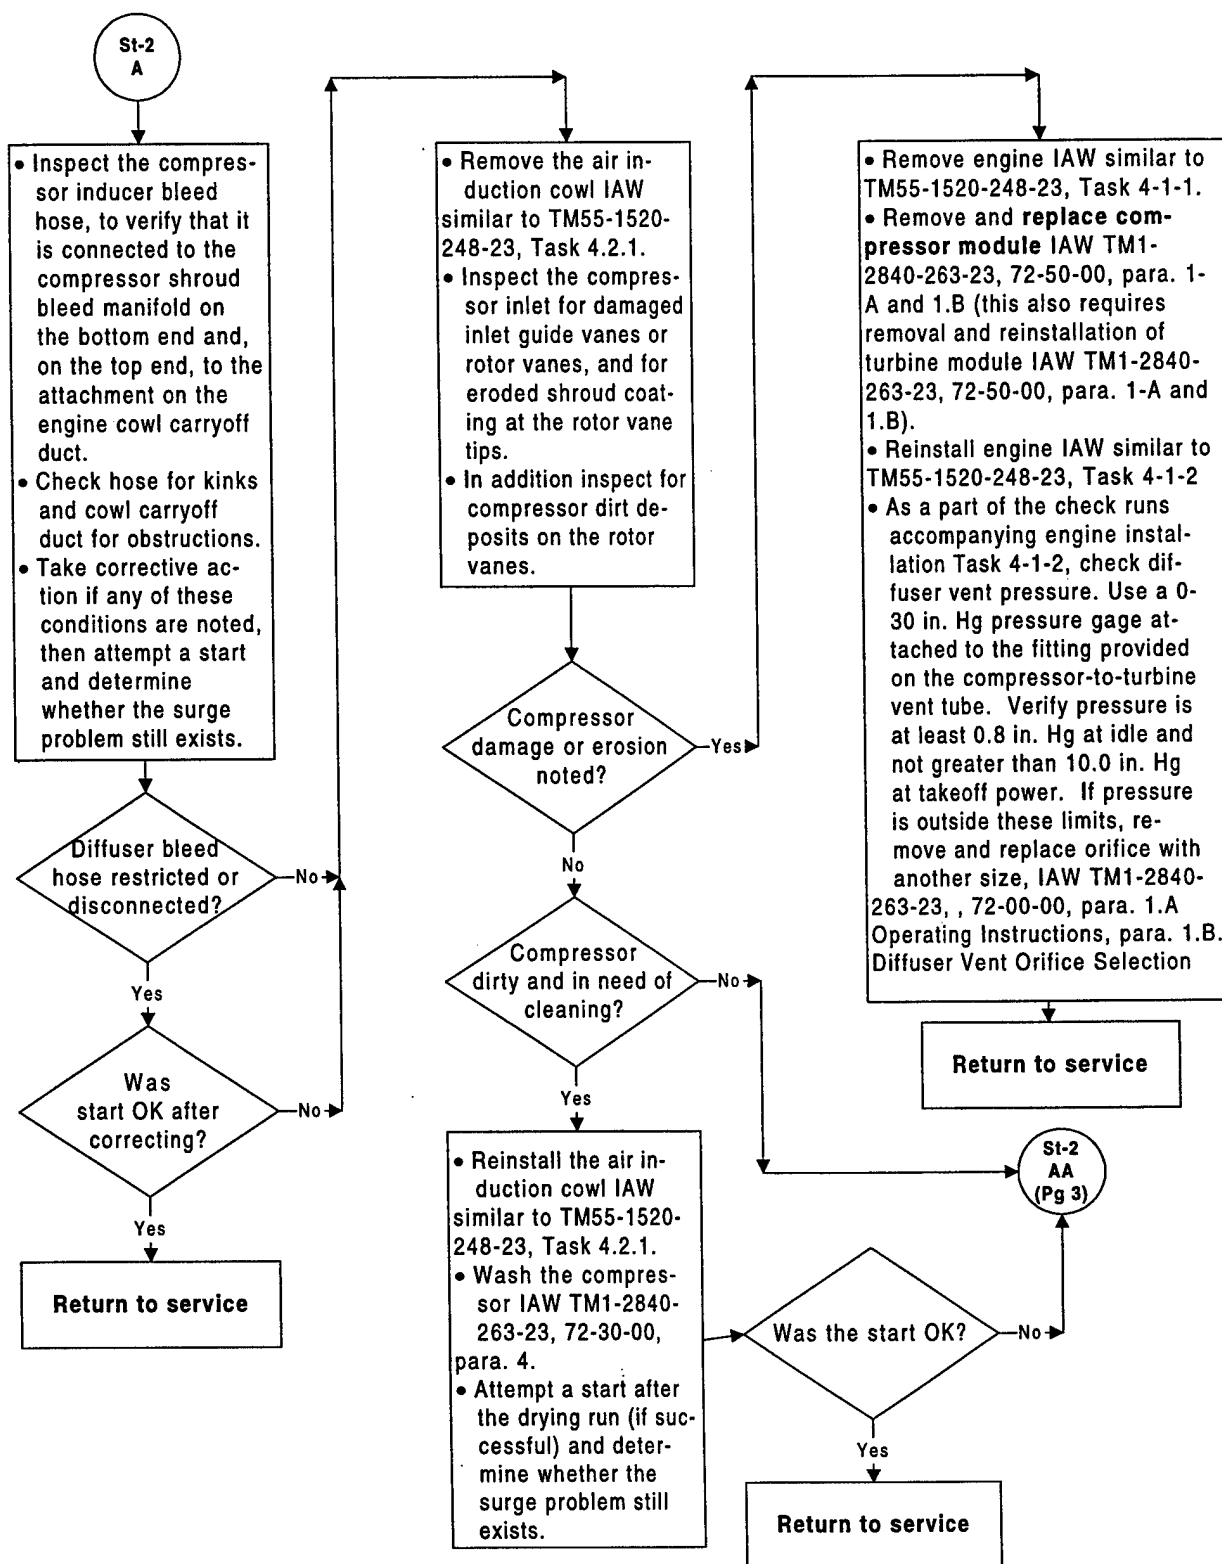 St-2
A
• Inspect the compres-
sor inducer bleed
hose, to verify that it
is connected to the
compressor shroud
bleed manifold on
the bottom end and,
on the top end, to the
attachment on the
engine cowl carryoff
duct.
• Check hose for kinks
and cowl carryoff
duct for obstructions.
• Take corrective ac-
tion if any of these
conditions are noted,
then attempt a start
and determine
whether the surge
problem still exists.
Diffuser bleed
hose restricted or
disconnected?
No
Yes
Was
start OK after
correcting?
No
Yes
Return to service
• Remove the air in-
duction cowl IAW
similar to TM55-1520-
248-23, Task 4.2.1.
• Inspect the compres-
sor inlet for damaged
inlet guide vanes or
rotor vanes, and for
eroded shroud coat-
ing at the rotor vane
tips.
• In addition inspect for
compressor dirt de-
posits on the rotor
vanes.
Compressor
damage or erosion
noted?
Yes
No
Compressor
dirty and in need of
cleaning?
No
Yes
• Reinstall the air in-
duction cowl IAW
similar to TM55-1520-
248-23, Task 4.2.1.
• Wash the compres-
sor IAW TM1-2840-
263-23, 72-30-00,
para. 4.
• Attempt a start after
the drying run (if suc-
cessful) and deter-
mine whether the
surge problem still
exists.
Was the start OK?
No
Yes
Return to service
• Remove engine IAW similar to
TM55-1520-248-23, Task 4-1-1.
• Remove and replace com-
pressor module IAW TM1-
2840-263-23, 72-50-00, para. 1-
A and 1.B (this also requires
removal and reinstallation of
turbine module IAW TM1-2840-
263-23, 72-50-00, para. 1-A and
1.B).
• Reinstall engine IAW similar to
TM55-1520-248-23, Task 4-1-2
• As a part of the check runs
accompanying engine instal-
lation Task 4-1-2, check dif-
fuser vent pressure. Use a 0-
30 in. Hg pressure gage at-
tached to the fitting provided
on the compressor-to-turbine
vent tube. Verify pressure is
at least 0.8 in. Hg at idle and
not greater than 10.0 in. Hg
at takeoff power. If pressure
is outside these limits, re-
move and replace orifice with
another size, IAW TM1-2840-
263-23, , 72-00-00, para. 1.A
Operating Instructions, para. 1.B.
Diffuser Vent Orifice Selection
Return to service
St-2
AA
(Pg 3)